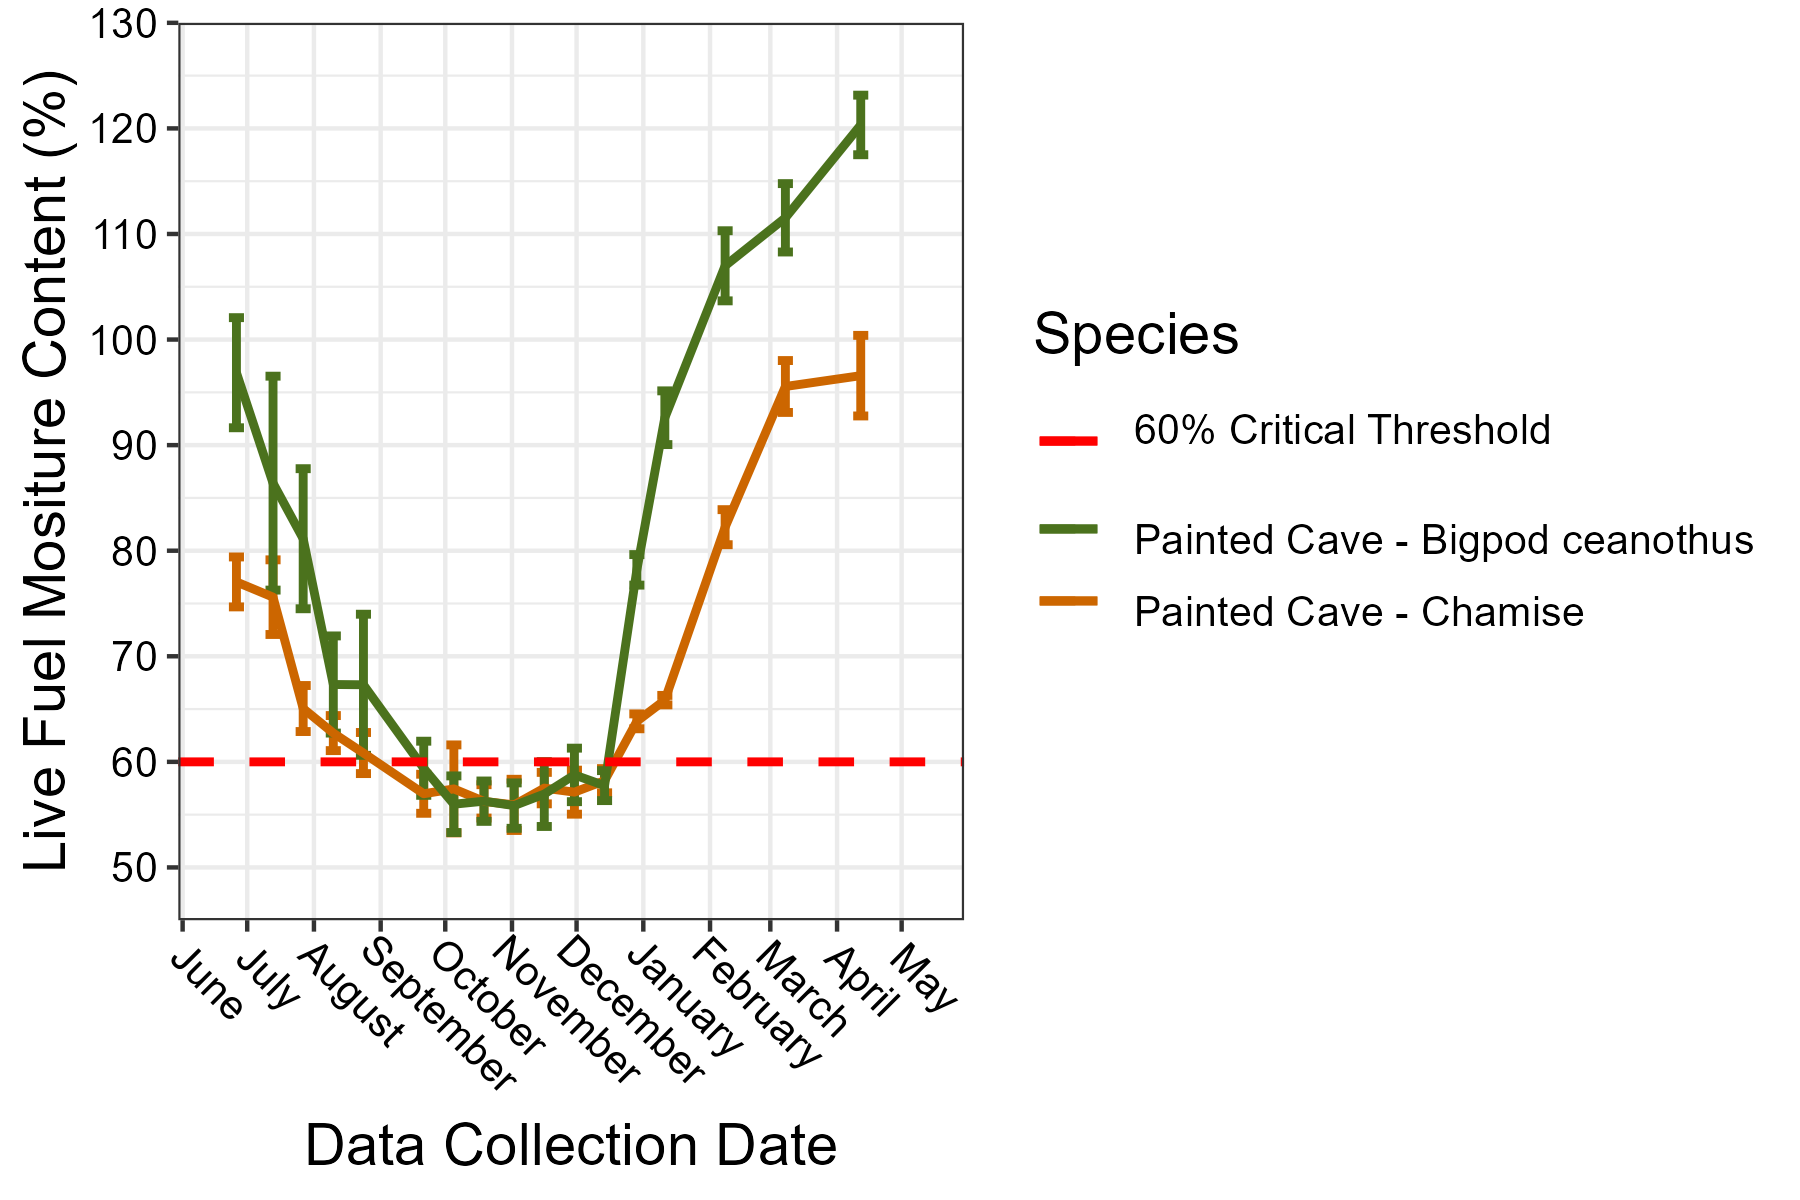 Live Fuel Mositure Content (%)
130
120
110
100
90
80
70
60
50
June
July
August
September
October
November
December
January
February
March
April
May
Data Collection Date
Species
60% Critical Threshold
Painted Cave - Bigpod ceanothus
Painted Cave - Chamise